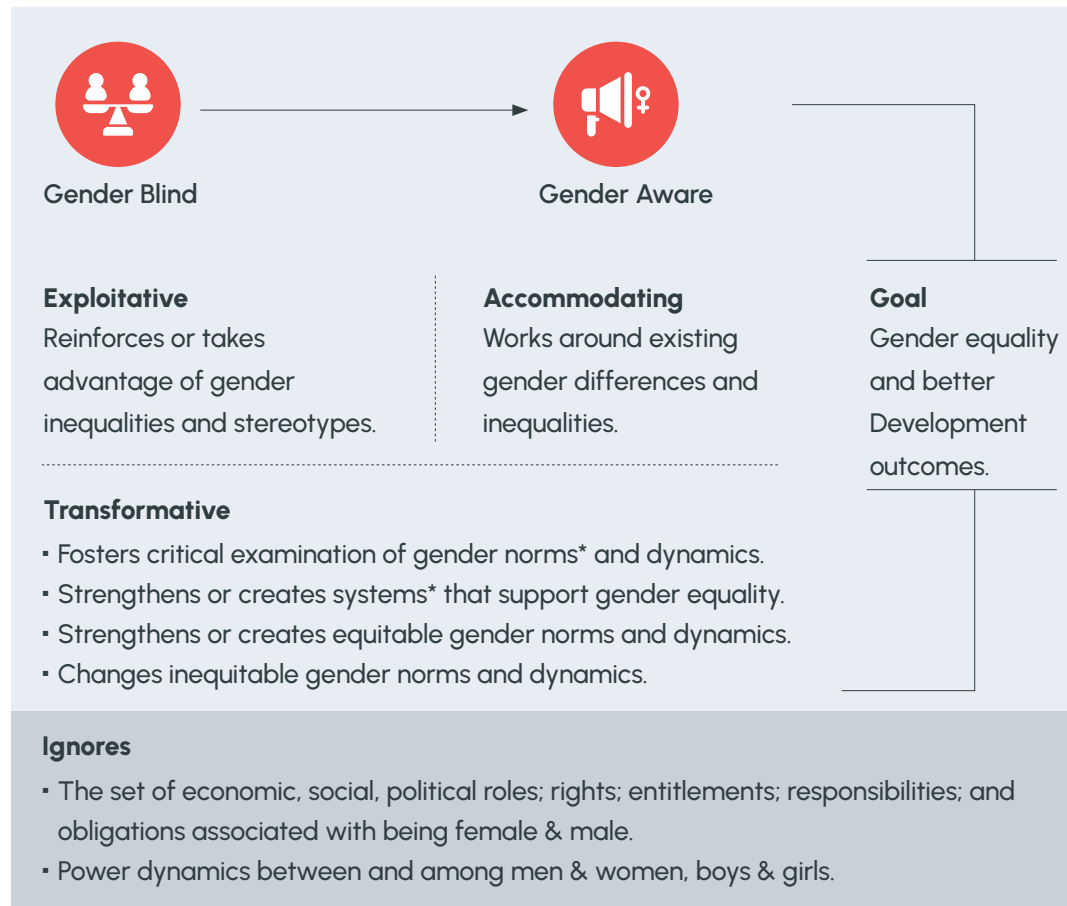 Gender Blind
Gender Aware
Exploitative
Reinforces or takes
advantage of gender
inequalities and stereotypes.
Accommodating
Works around existing
gender differences and
inequalities.
Goal
Gender equality
and better
Development
outcomes.
Transformative
▪ Fosters critical examination of gender norms* and dynamics.
▪ Strengthens or creates systems* that support gender equality.
▪ Strengthens or creates equitable gender norms and dynamics.
▪ Changes inequitable gender norms and dynamics.
Ignores
▪ The set of economic, social, political roles; rights; entitlements; responsibilities; and
obligations associated with being female & male.
▪ Power dynamics between and among men & women, boys & girls.